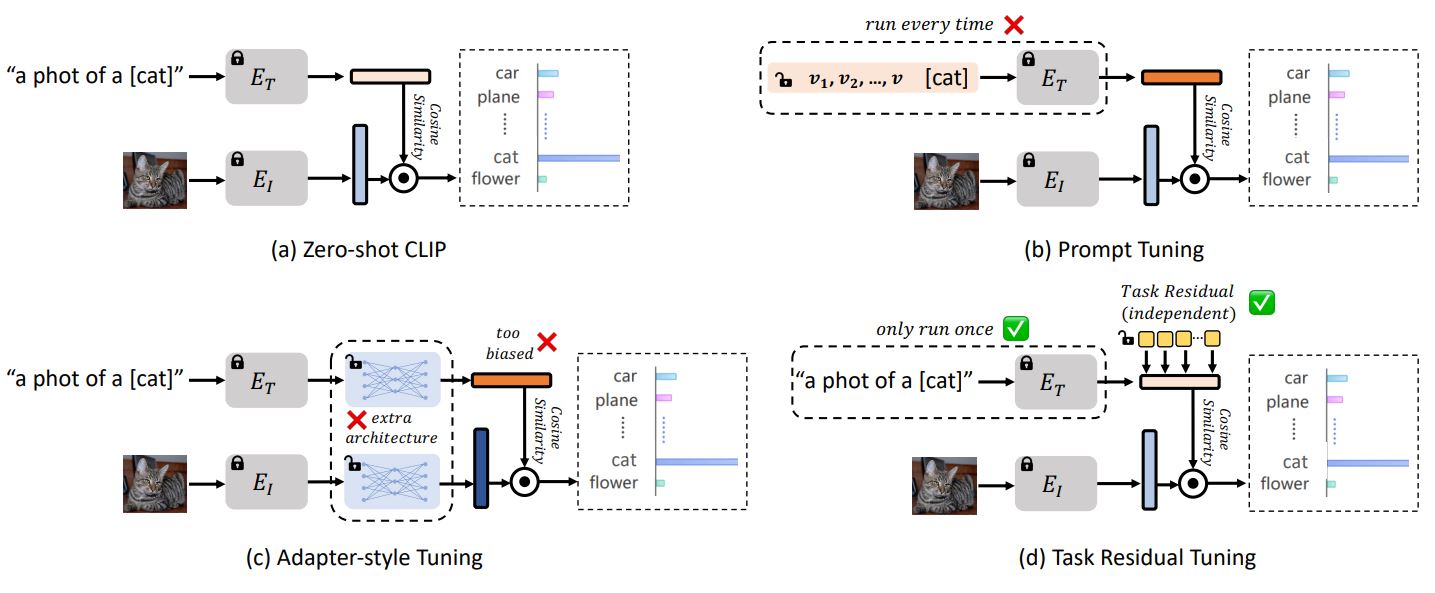 “a phot of a [cat]”
E_T
E_I
Cosine
Similarity
car
plane
cat
flower
(a) Zero-shot CLIP
run every time
v_1, v_2, ..., v [cat]
E_T
E_I
Cosine
Similarity
car
plane
cat
flower
(b) Prompt Tuning
“a phot of a [cat]”
E_T
E_I
extra
architecture
too
biased
Cosine
Similarity
car
plane
cat
flower
(c) Adapter-style Tuning
only run once
Task Residual
(independent)
“a phot of a [cat]”
E_T
E_I
Cosine
Similarity
car
plane
cat
flower
(d) Task Residual Tuning